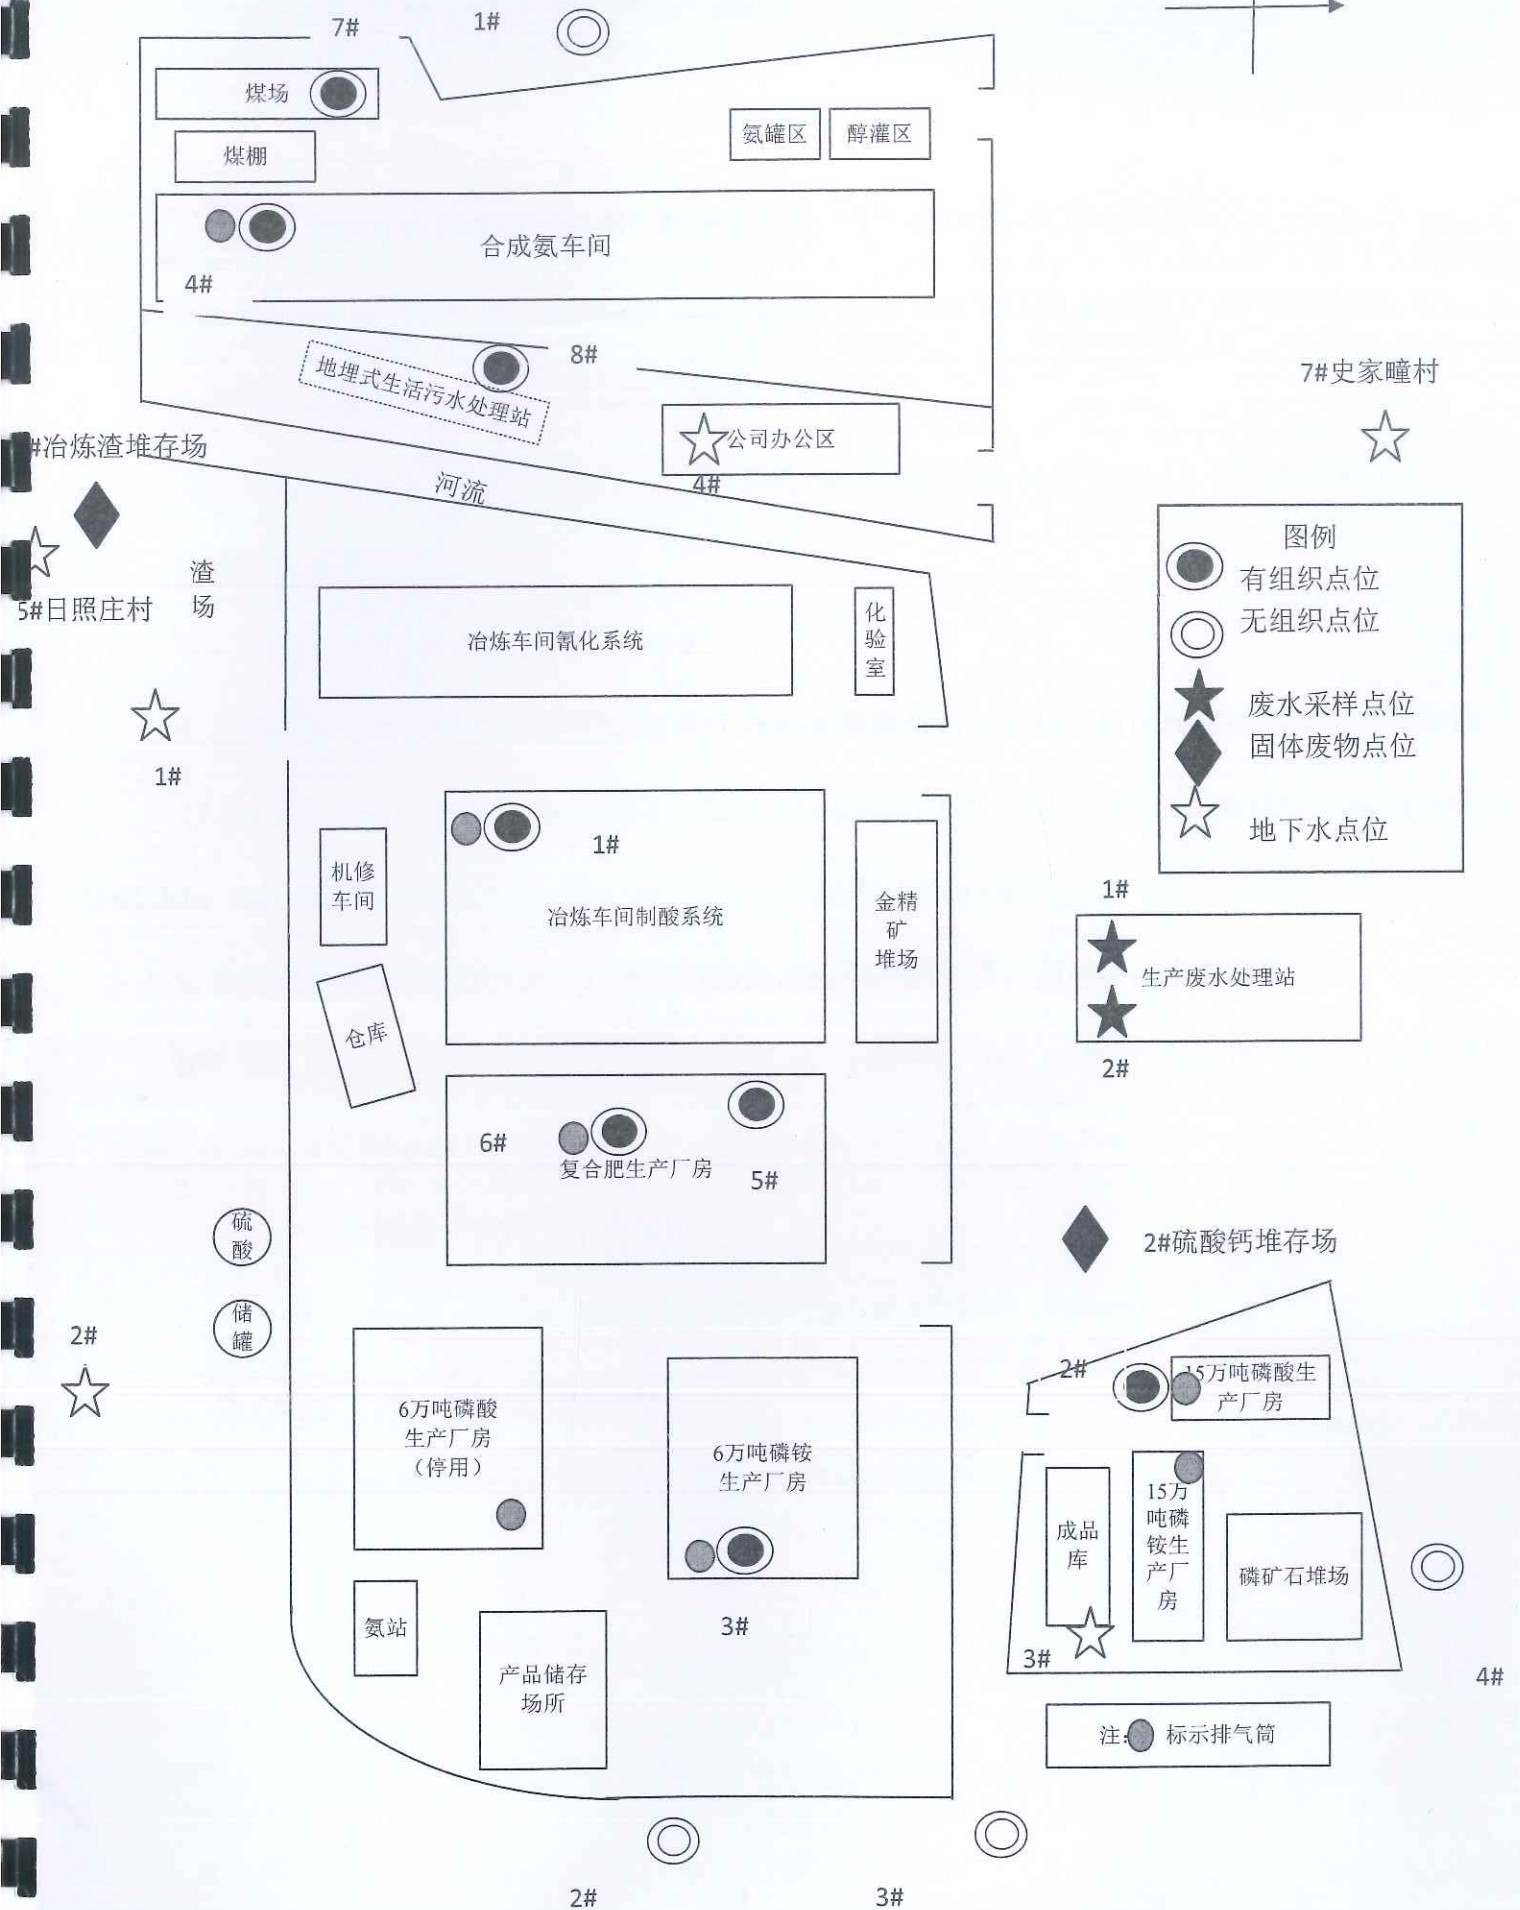 7#
1#
煤场
煤棚
氨罐区
醇灌区
合成氨车间
4#
8#
地埋式生活污水处理站
公司办公区
4#
7#史家疃村
#冶炼渣堆存场
河流
渣
场
5#日照庄村
1#
冶炼车间氰化系统
化
验
室
图例
有组织点位
无组织点位
废水采样点位
固体废物点位
地下水点位
机修
车间
1#
冶炼车间制酸系统
金精
矿
堆场
仓库
1#
生产废水处理站
2#
6#
复合肥生产厂房
5#
硫
酸
储
罐
2#
2#硫酸钙堆存场
6万吨磷酸
生产厂房
（停用）
6万吨磷铵
生产厂房
3#
2#
15万吨磷酸生
产厂房
成品
库
15万
吨磷
铵生
产厂
房
磷矿石堆场
3#
4#
氨站
产品储存
场所
注: 标示排气筒
2#
3#